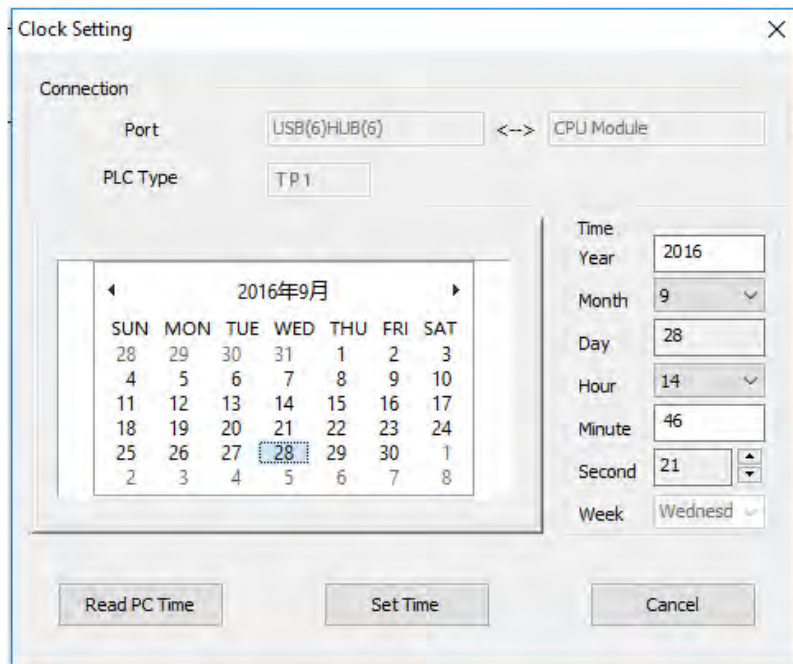 Clock Setting
Connection
Port USB(6)HUB(6) <--> CPU Module
PLC Type TP1
2016年9月
SUN MON TUE WED THU FRI SAT
28 29 30 31 1 2 3
4 5 6 7 8 9 10
11 12 13 14 15 16 17
18 19 20 21 22 23 24
25 26 27 28 29 30 1
2 3 4 5 6 7 8
Time
Year 2016
Month 9
Day 28
Hour 14
Minute 46
Second 21
Week Wednesd
Read PC Time Set Time Cancel